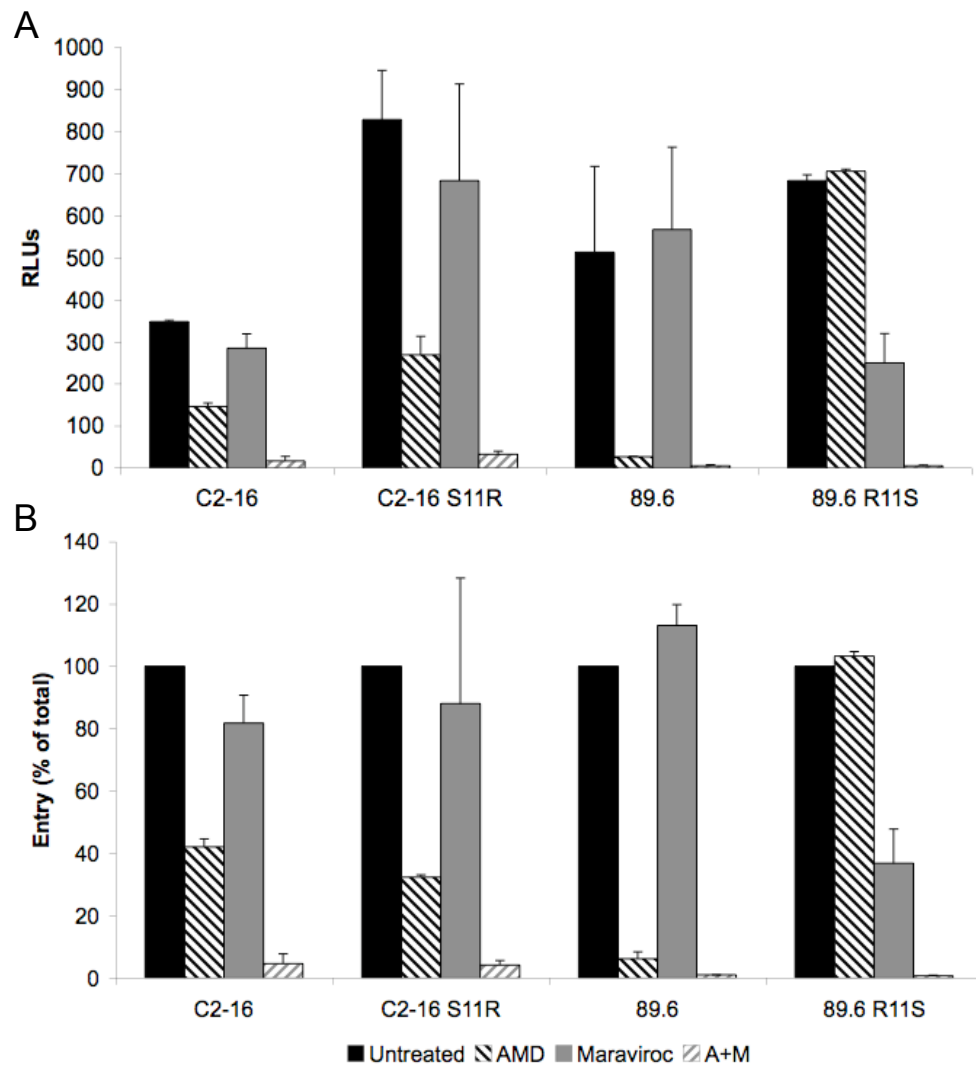 A
1000
900
800
700
600
500
400
300
200
100
0
RLUs
C2-16 C2-16 S11R 89.6 89.6 R11S
B
140
120
100
80
60
40
20
0
Entry (% of total)
C2-16 C2-16 S11R 89.6 89.6 R11S
Untreated AMD Maraviroc A+M